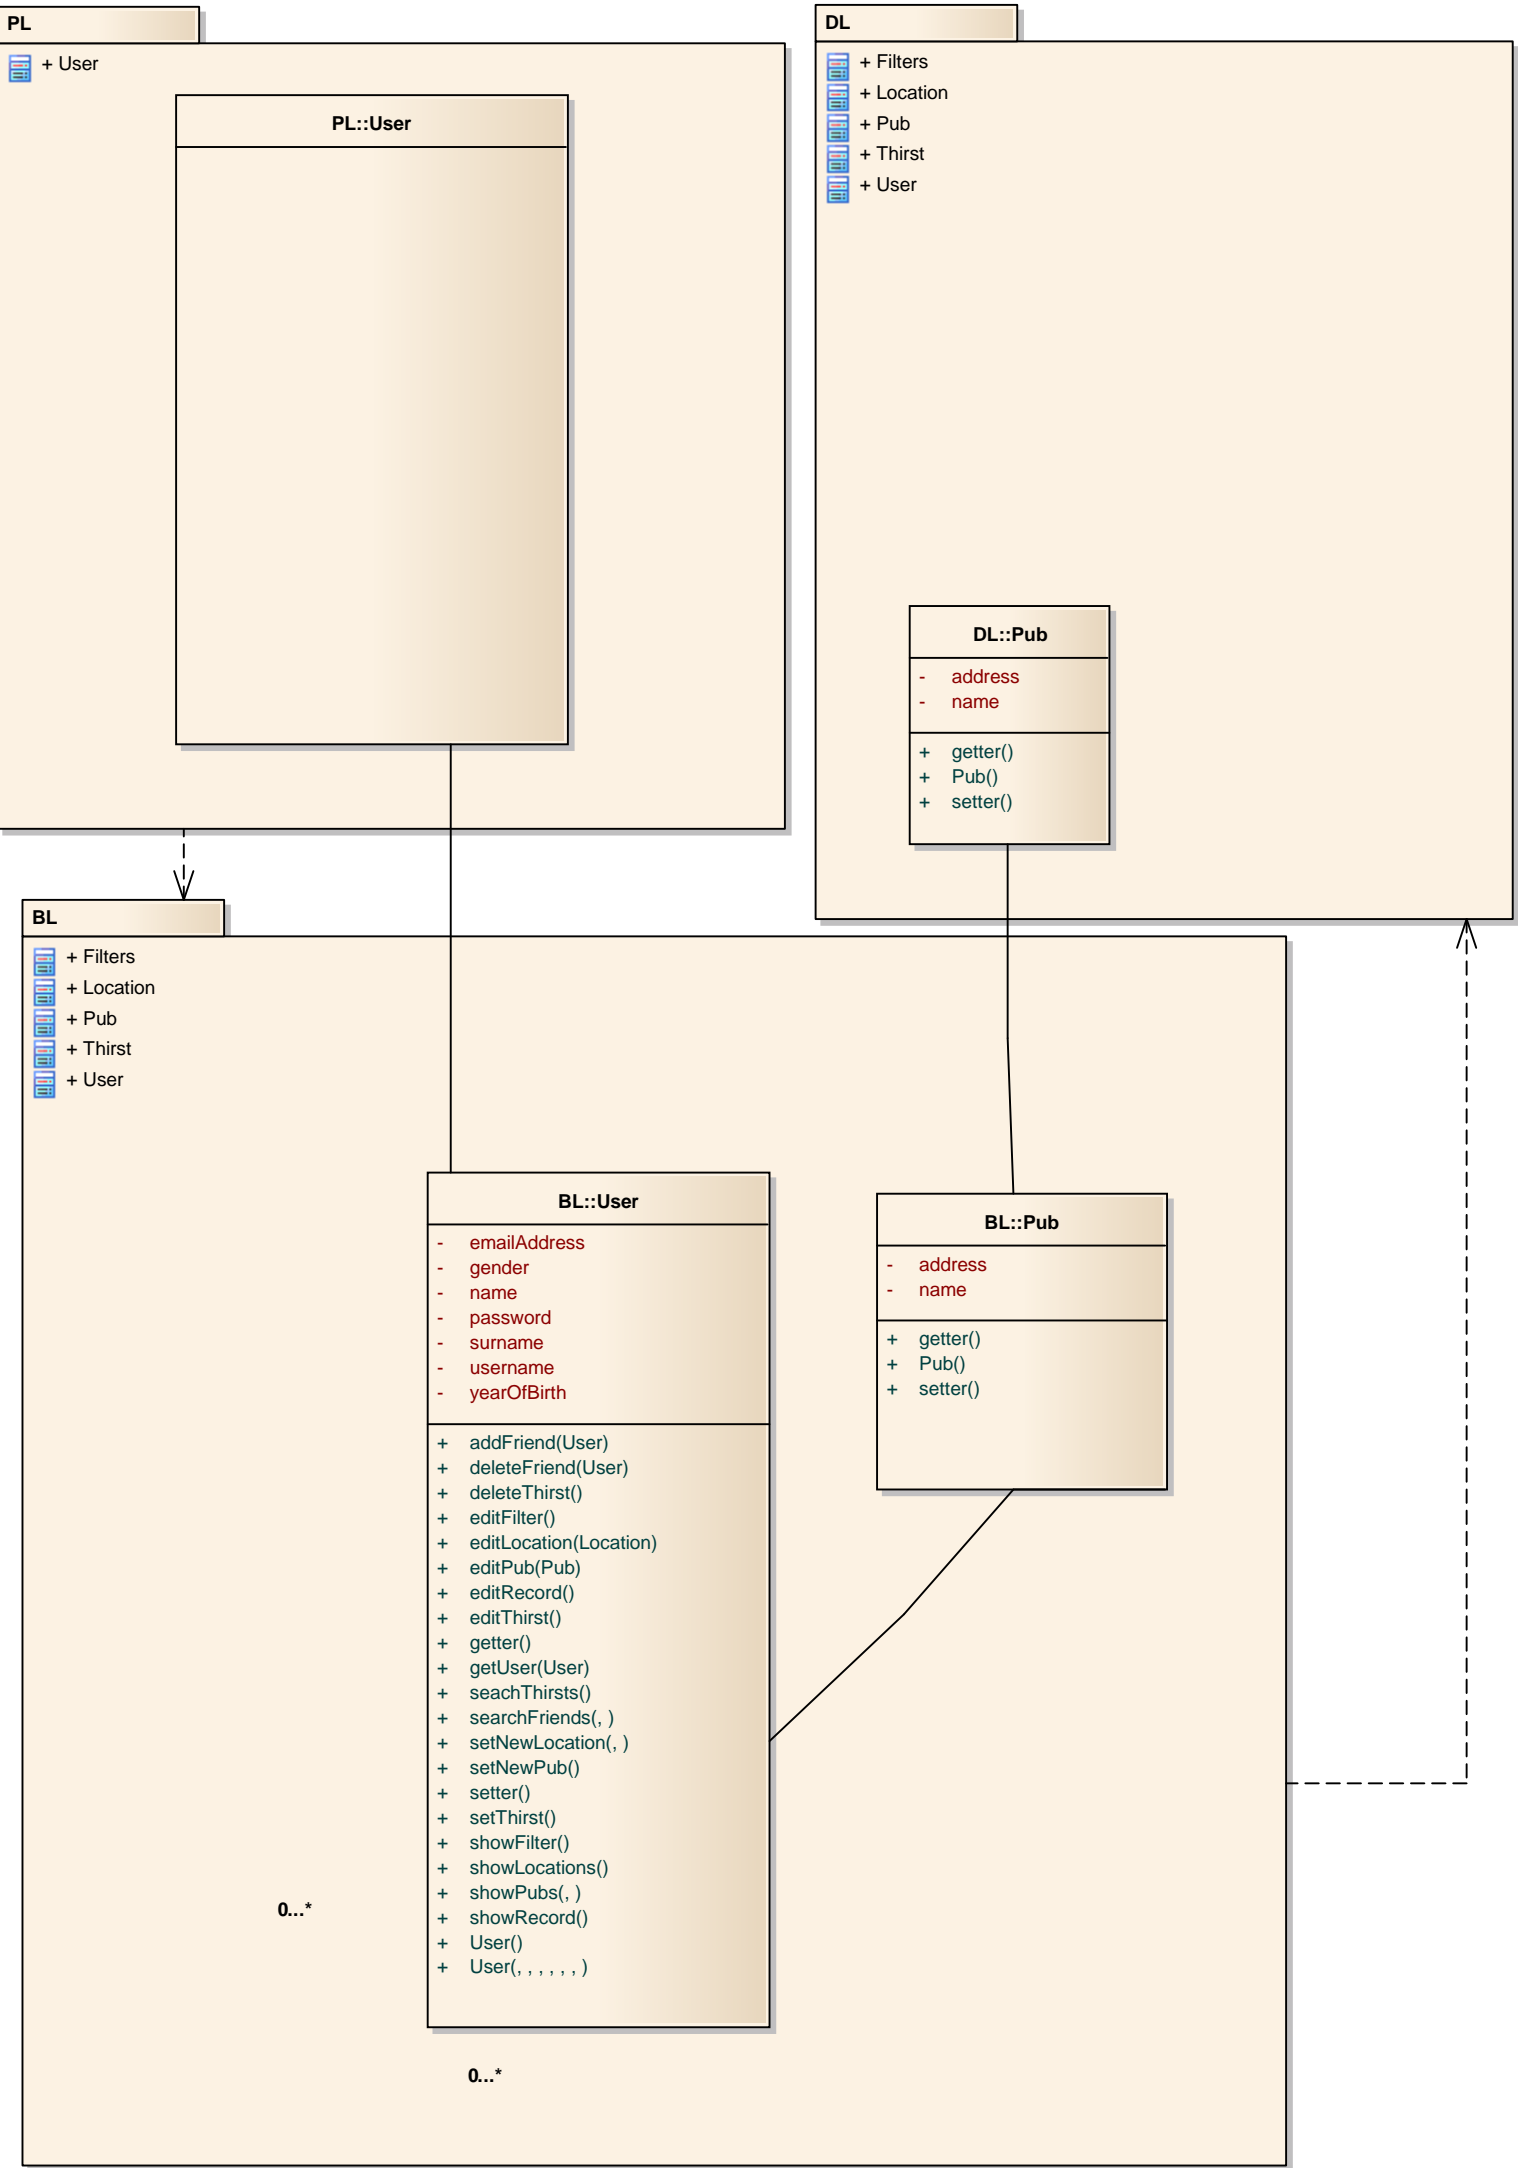 PL
+ User
PL::User
DL
+ Filters
+ Location
+ Pub
+ Thirst
+ User
DL::Pub
- address
- name
+ getter()
+ Pub()
+ setter()
BL
+ Filters
+ Location
+ Pub
+ Thirst
+ User
BL::User
- emailAddress
- gender
- name
- password
- surname
- username
- yearOfBirth
+ addFriend(User)
+ deleteFriend(User)
+ deleteThirst()
+ editFilter()
+ editLocation(Location)
+ editPub(Pub)
+ editRecord()
+ editThirst()
+ getter()
+ getUser(User)
+ seachThirsts()
+ searchFriends(, )
+ setNewLocation(, )
+ setNewPub()
+ setter()
+ setThirst()
+ showFilter()
+ showLocations()
+ showPubs(, )
+ showRecord()
+ User()
+ User(, , , , , , )
BL::Pub
- address
- name
+ getter()
+ Pub()
+ setter()
0...*
0...*